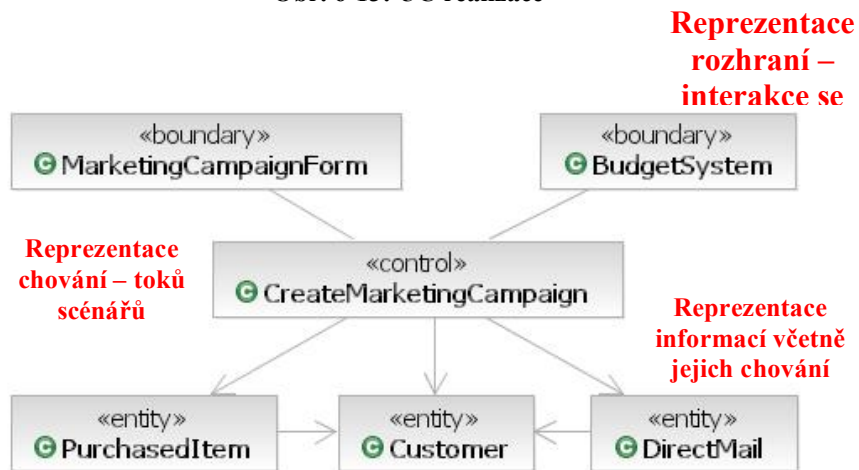 Reprezentace
rozhraní –
interakce se
«boundary»
MarketingCampaignForm
«boundary»
BudgetSystem
Reprezentace
chování – toků
scénářů
«control»
CreateMarketingCampaign
Reprezentace
informací včetně
jejich chování
«entity»
PurchasedItem
«entity»
Customer
«entity»
DirectMail